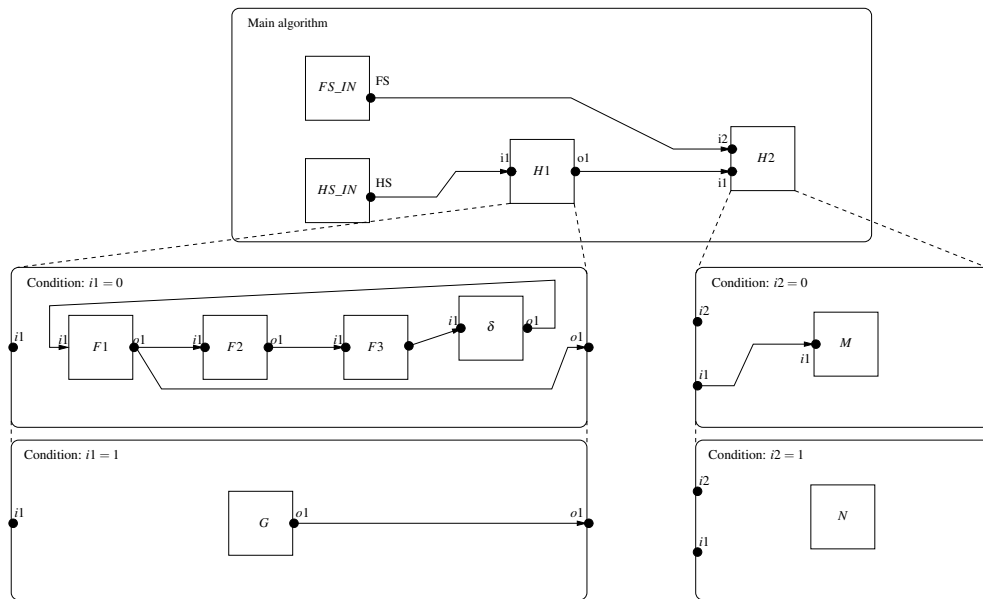 Main algorithm
FS_IN
FS
HS_IN
HS
i1
H1
o1
i2
i1
H2
Condition: i1 = 0
i1
i1
F1
o1
i1
F2
o1
i1
F3
i1
δ
o1
o1
Condition: i2 = 0
i2
i1
i1
M
Condition: i1 = 1
i1
G
o1
o1
Condition: i2 = 1
i2
i1
N